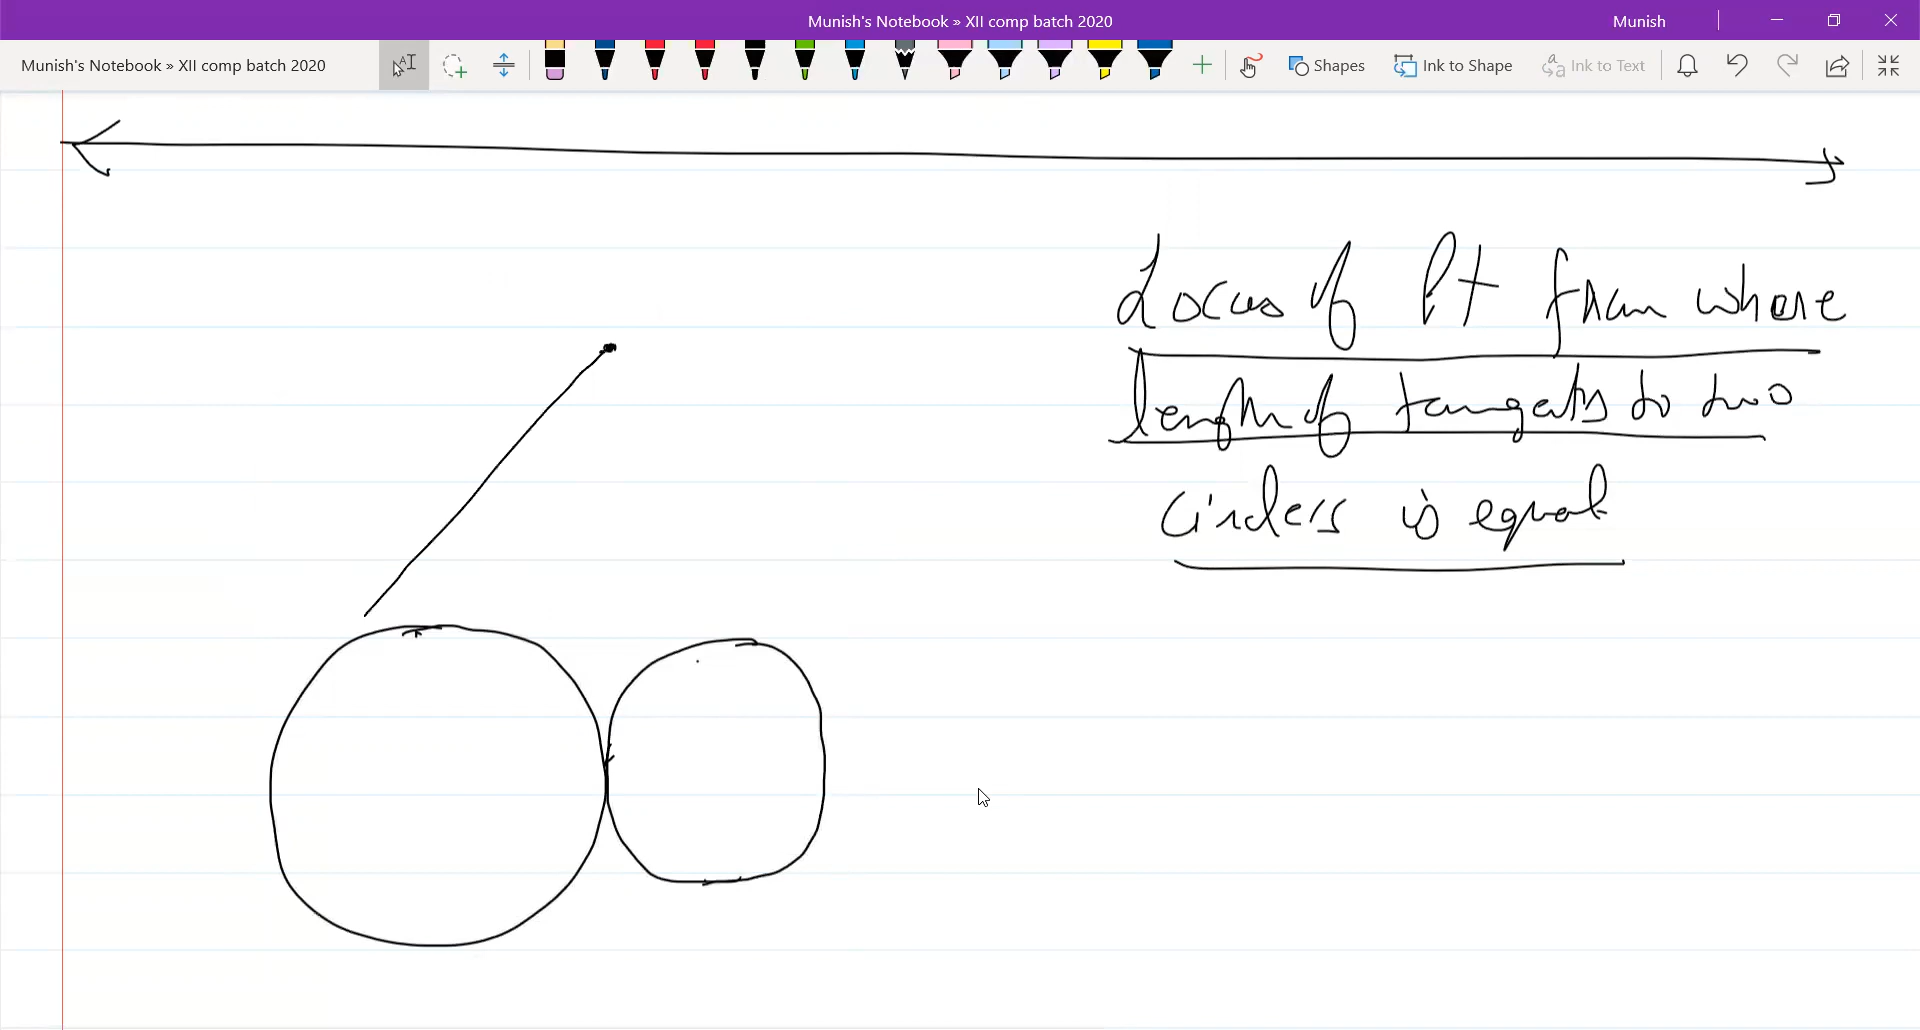 Munish's Notebook » XII comp batch 2020
Munish
Munish's Notebook » XII comp batch 2020
Shapes
Ink to Shape
Ink to Text
Locus of Pt from where
length of tangents to two
circless is equal